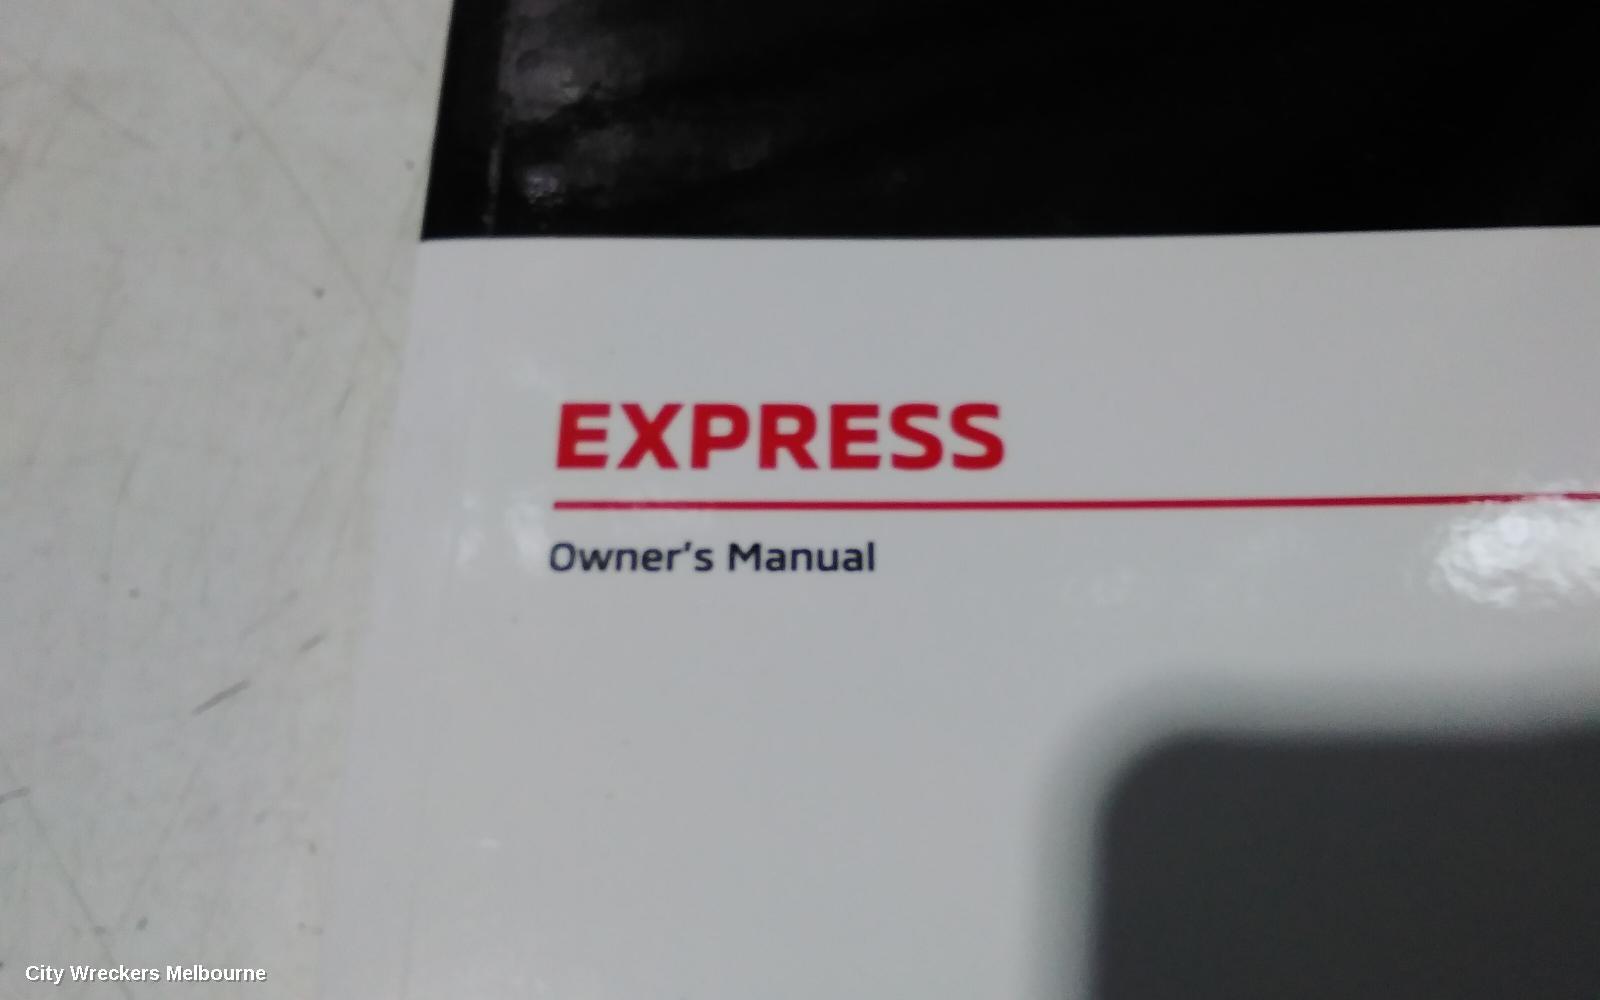 EXPRESS
Owner's Manual
City Wreckers Melbourne